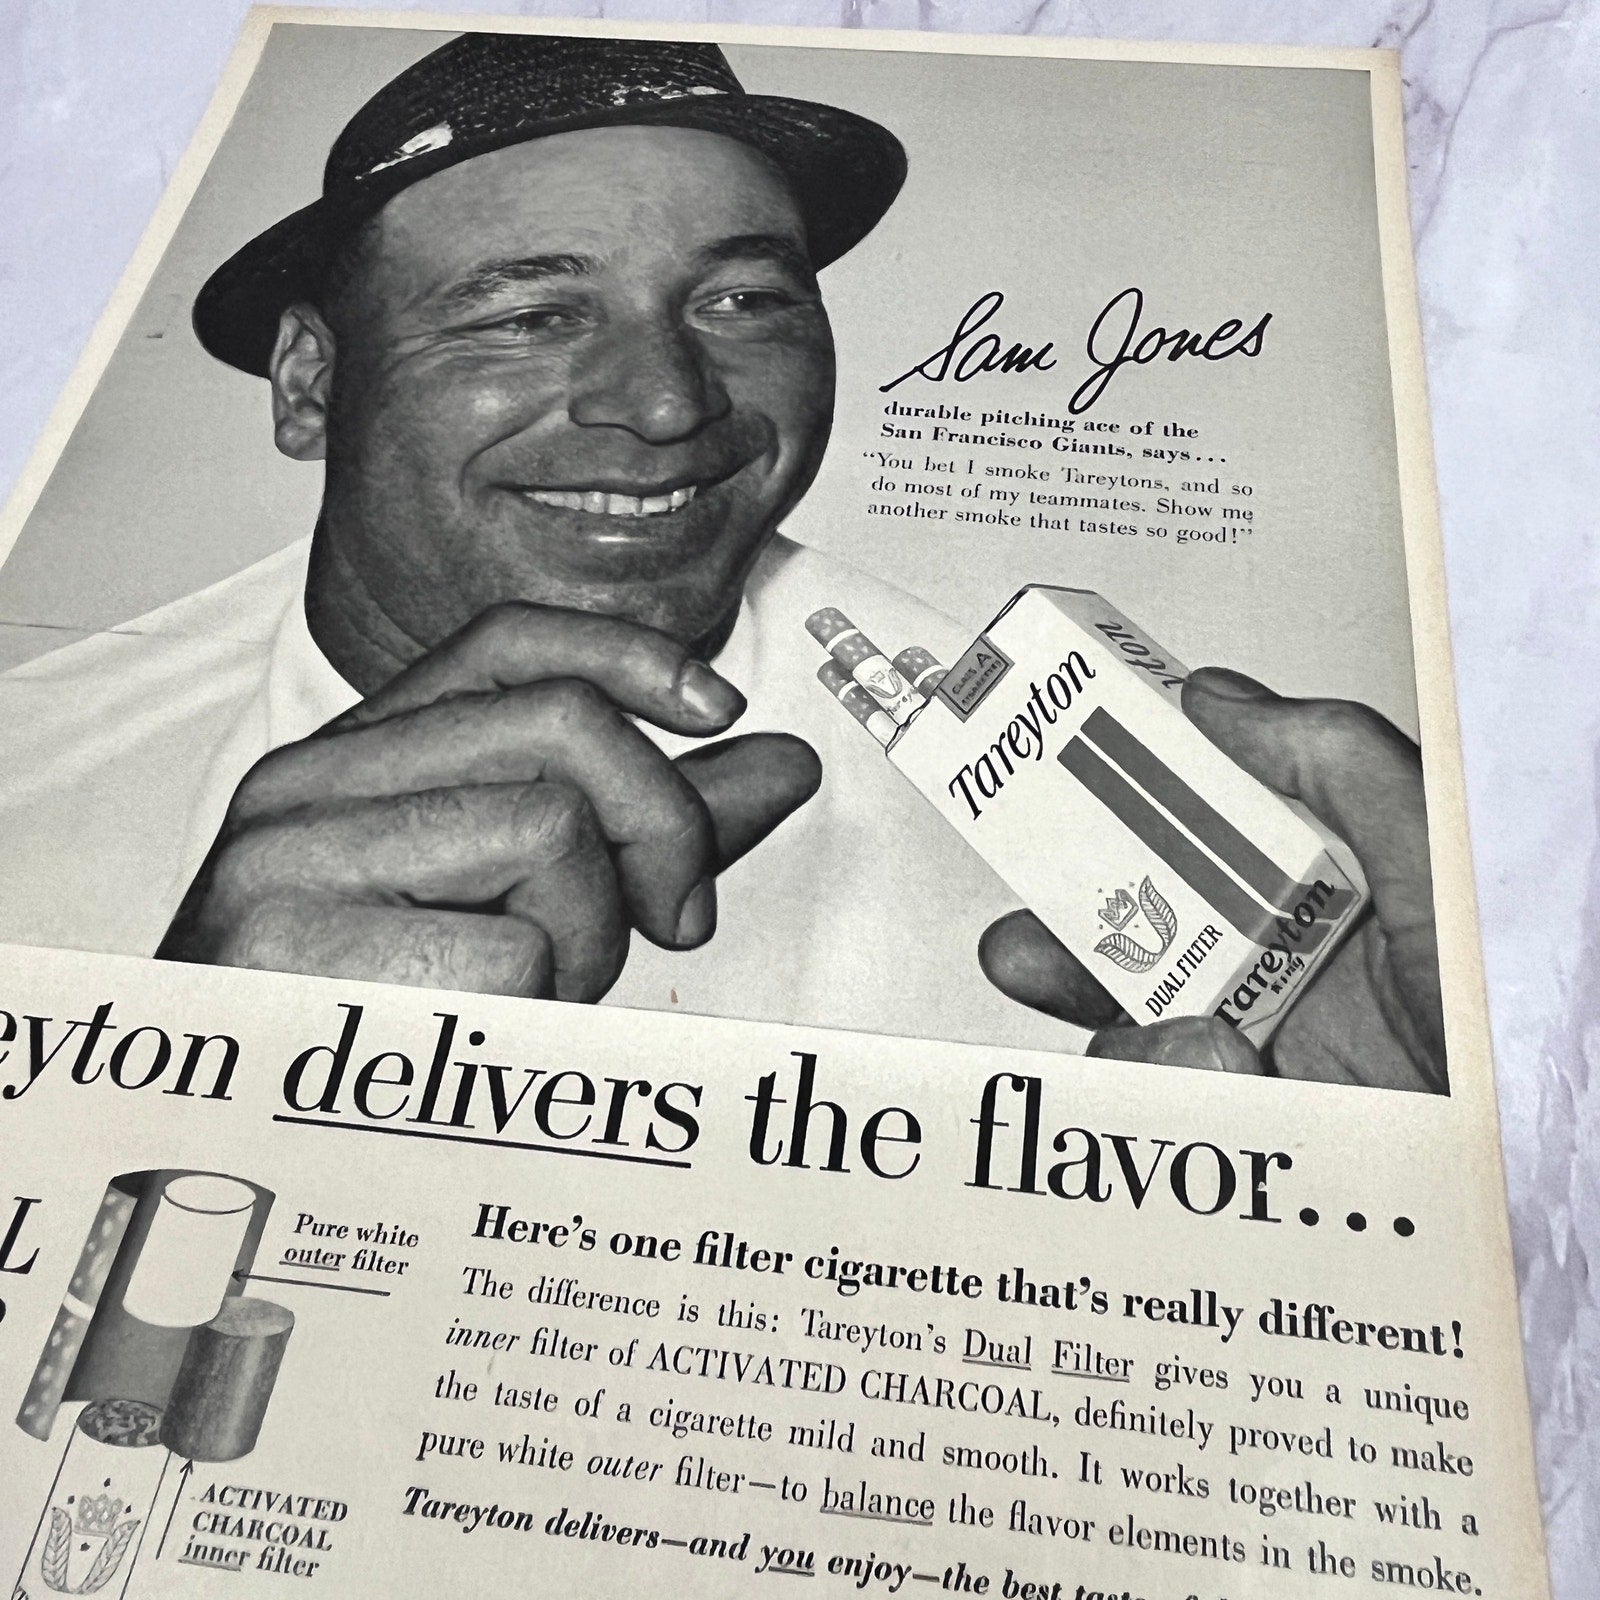 Sam Jones
durable pitching ace of the
San Francisco Giants, says...
"You bet I smoke Tareytons, and so
do most of my teammates. Show me
another smoke that tastes so good!"
CLASS A
CIGARETTES
Tareyton
DUAL FILTER
Tareyton
King
eyton delivers the flavor...
L
Pure white
outer filter
ACTIVATED
CHARCOAL
inner filter
Here's one filter cigarette that's really different!
The difference is this: Tareyton's Dual Filter gives you a unique
inner filter of ACTIVATED CHARCOAL, definitely proved to make
the taste of a cigarette mild and smooth. It works together with a
pure white outer filter—to balance the flavor elements in the smoke.
Tareyton delivers—and you enjoy—the best